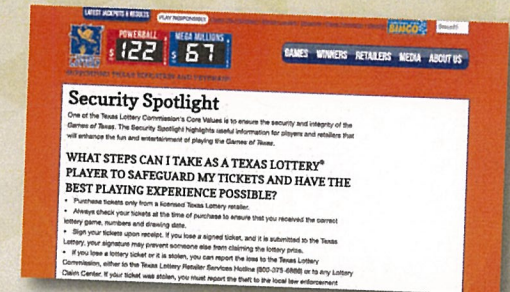 LATEST JACKPOTS & RESULTS
PLAY RESPONSIBLY
BINGO
Search
POWERBALL
MEGA MILLIONS
$ 122
$ 67
GAMES WINNERS RETAILERS MEDIA ABOUT US
SUPPORTING TEXAS EDUCATION AND VETERANS
Security Spotlight
One of the Texas Lottery Commission's Core Values is to ensure the security and integrity of the
Games of Texas. The Security Spotlight highlights useful information for players and retailers that
will enhance the fun and entertainment of playing the Games of Texas.
WHAT STEPS CAN I TAKE AS A TEXAS LOTTERY®
PLAYER TO SAFEGUARD MY TICKETS AND HAVE THE
BEST PLAYING EXPERIENCE POSSIBLE?
• Purchase tickets only from a licensed Texas Lottery retailer.
• Always check your tickets at the time of purchase to ensure that you received the correct
lottery game, numbers and drawing date.
• Sign your tickets upon receipt. If you lose a signed ticket, and it is submitted to the Texas
Lottery, your signature may prevent someone else from claiming the lottery prize.
• If you lose a lottery ticket or it is stolen, you can report the loss to the Texas Lottery
Commission, either to the Texas Lottery Retailer Services Hotline (800-375-6886) or to any Lottery
Claim Center. If your ticket was stolen, you must report the theft to the local law enforcement